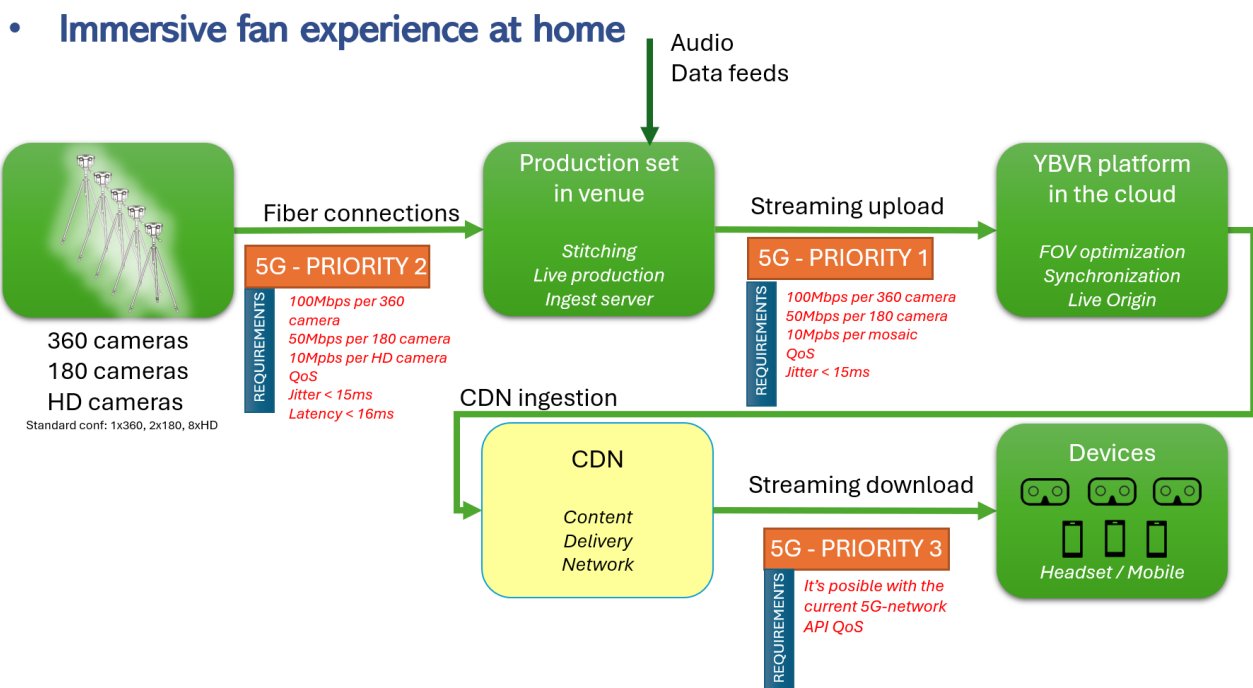 • Immersive fan experience at home
Audio
Data feeds
Production set
in venue
Stitching
Live production
Ingest server
YBVR platform
in the cloud
FOV optimization
Synchronization
Live Origin
Fiber connections
5G - PRIORITY 2
REQUIREMENTS
100Mbps per 360
camera
50Mbps per 180 camera
10Mpbs per HD camera
QoS
Jitter < 15ms
Latency < 16ms
Streaming upload
5G - PRIORITY 1
REQUIREMENTS
100Mbps per 360 camera
50Mbps per 180 camera
10Mpbs per mosaic
QoS
Jitter < 15ms
360 cameras
180 cameras
HD cameras
Standard conf: 1x360, 2x180, 8xHD
CDN ingestion
CDN
Content
Delivery
Network
Streaming download
5G - PRIORITY 3
REQUIREMENTS
It's posible with the
current 5G-network
API QoS
Devices
Headset / Mobile